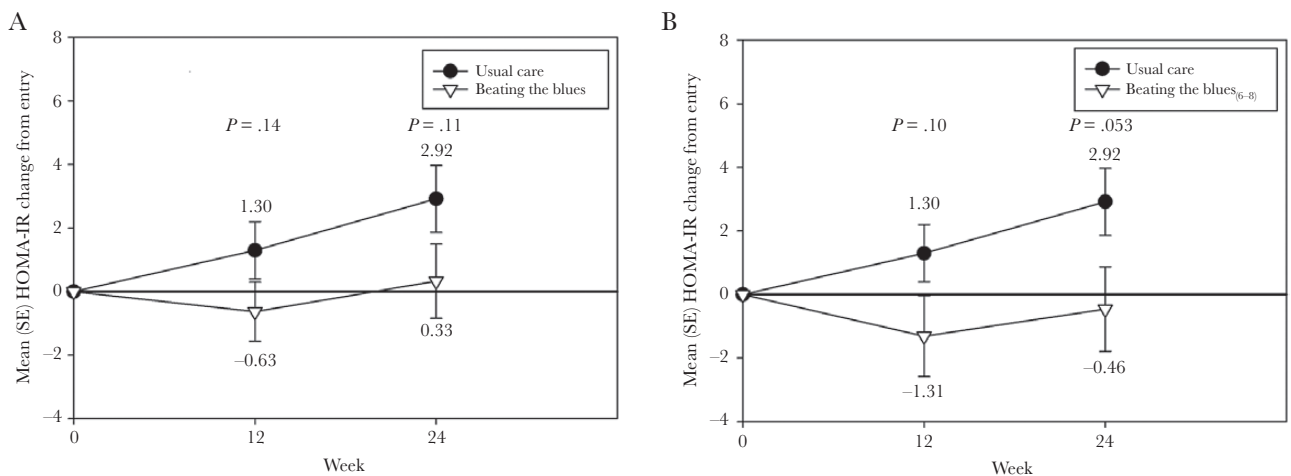 A
Mean (SE) HOMA-IR change from entry
8
6
4
2
0
–2
–4
Usual care
Beating the blues
P = .14
P = .11
2.92
1.30
–0.63
0.33
0
12
24
Week
B
Mean (SE) HOMA-IR change from entry
8
6
4
2
0
–2
–4
Usual care
Beating the blues(6–8)
P = .10
P = .053
2.92
1.30
–1.31
–0.46
0
12
24
Week